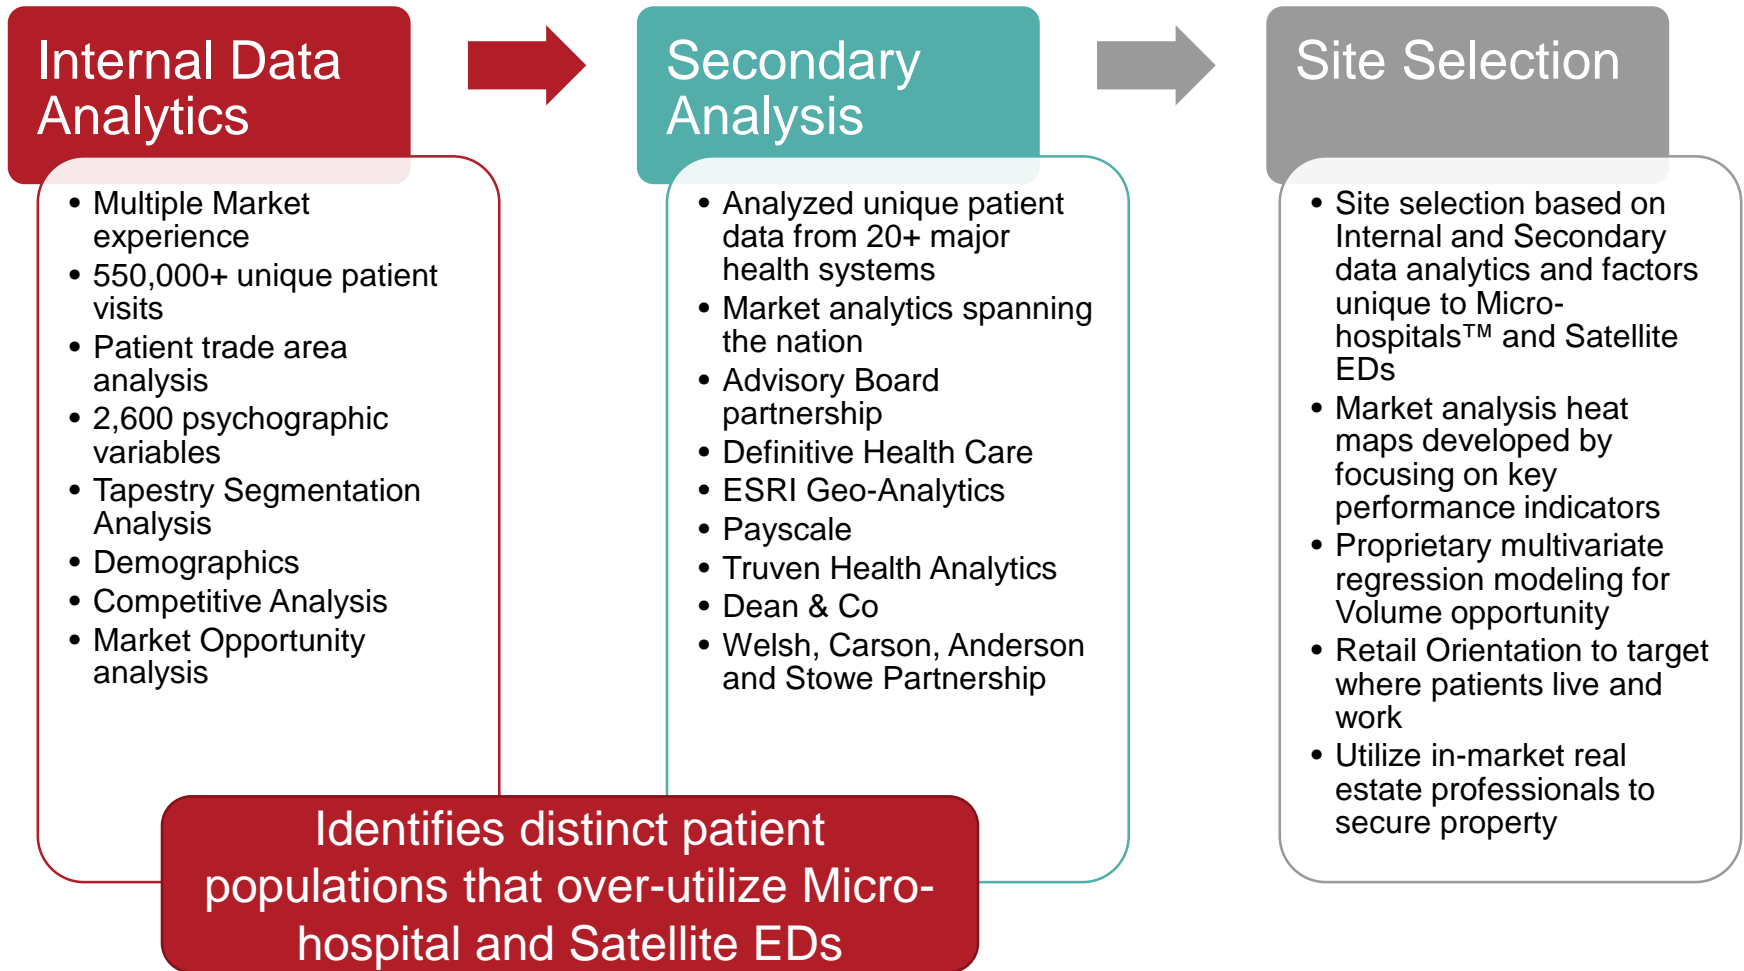 Internal Data
Analytics
• Multiple Market
experience
• 550,000+ unique patient
visits
• Patient trade area
analysis
• 2,600 psychographic
variables
• Tapestry Segmentation
Analysis
• Demographics
• Competitive Analysis
• Market Opportunity
analysis
Secondary
Analysis
• Analyzed unique patient
data from 20+ major
health systems
• Market analytics spanning
the nation
• Advisory Board
partnership
• Definitive Health Care
• ESRI Geo-Analytics
• Payscale
• Truven Health Analytics
• Dean & Co
• Welsh, Carson, Anderson
and Stowe Partnership
Identifies distinct patient
populations that over-utilize Micro-
hospital and Satellite EDs
Site Selection
• Site selection based on
Internal and Secondary
data analytics and factors
unique to Micro-
hospitals™ and Satellite
EDs
• Market analysis heat
maps developed by
focusing on key
performance indicators
• Proprietary multivariate
regression modeling for
Volume opportunity
• Retail Orientation to target
where patients live and
work
• Utilize in-market real
estate professionals to
secure property